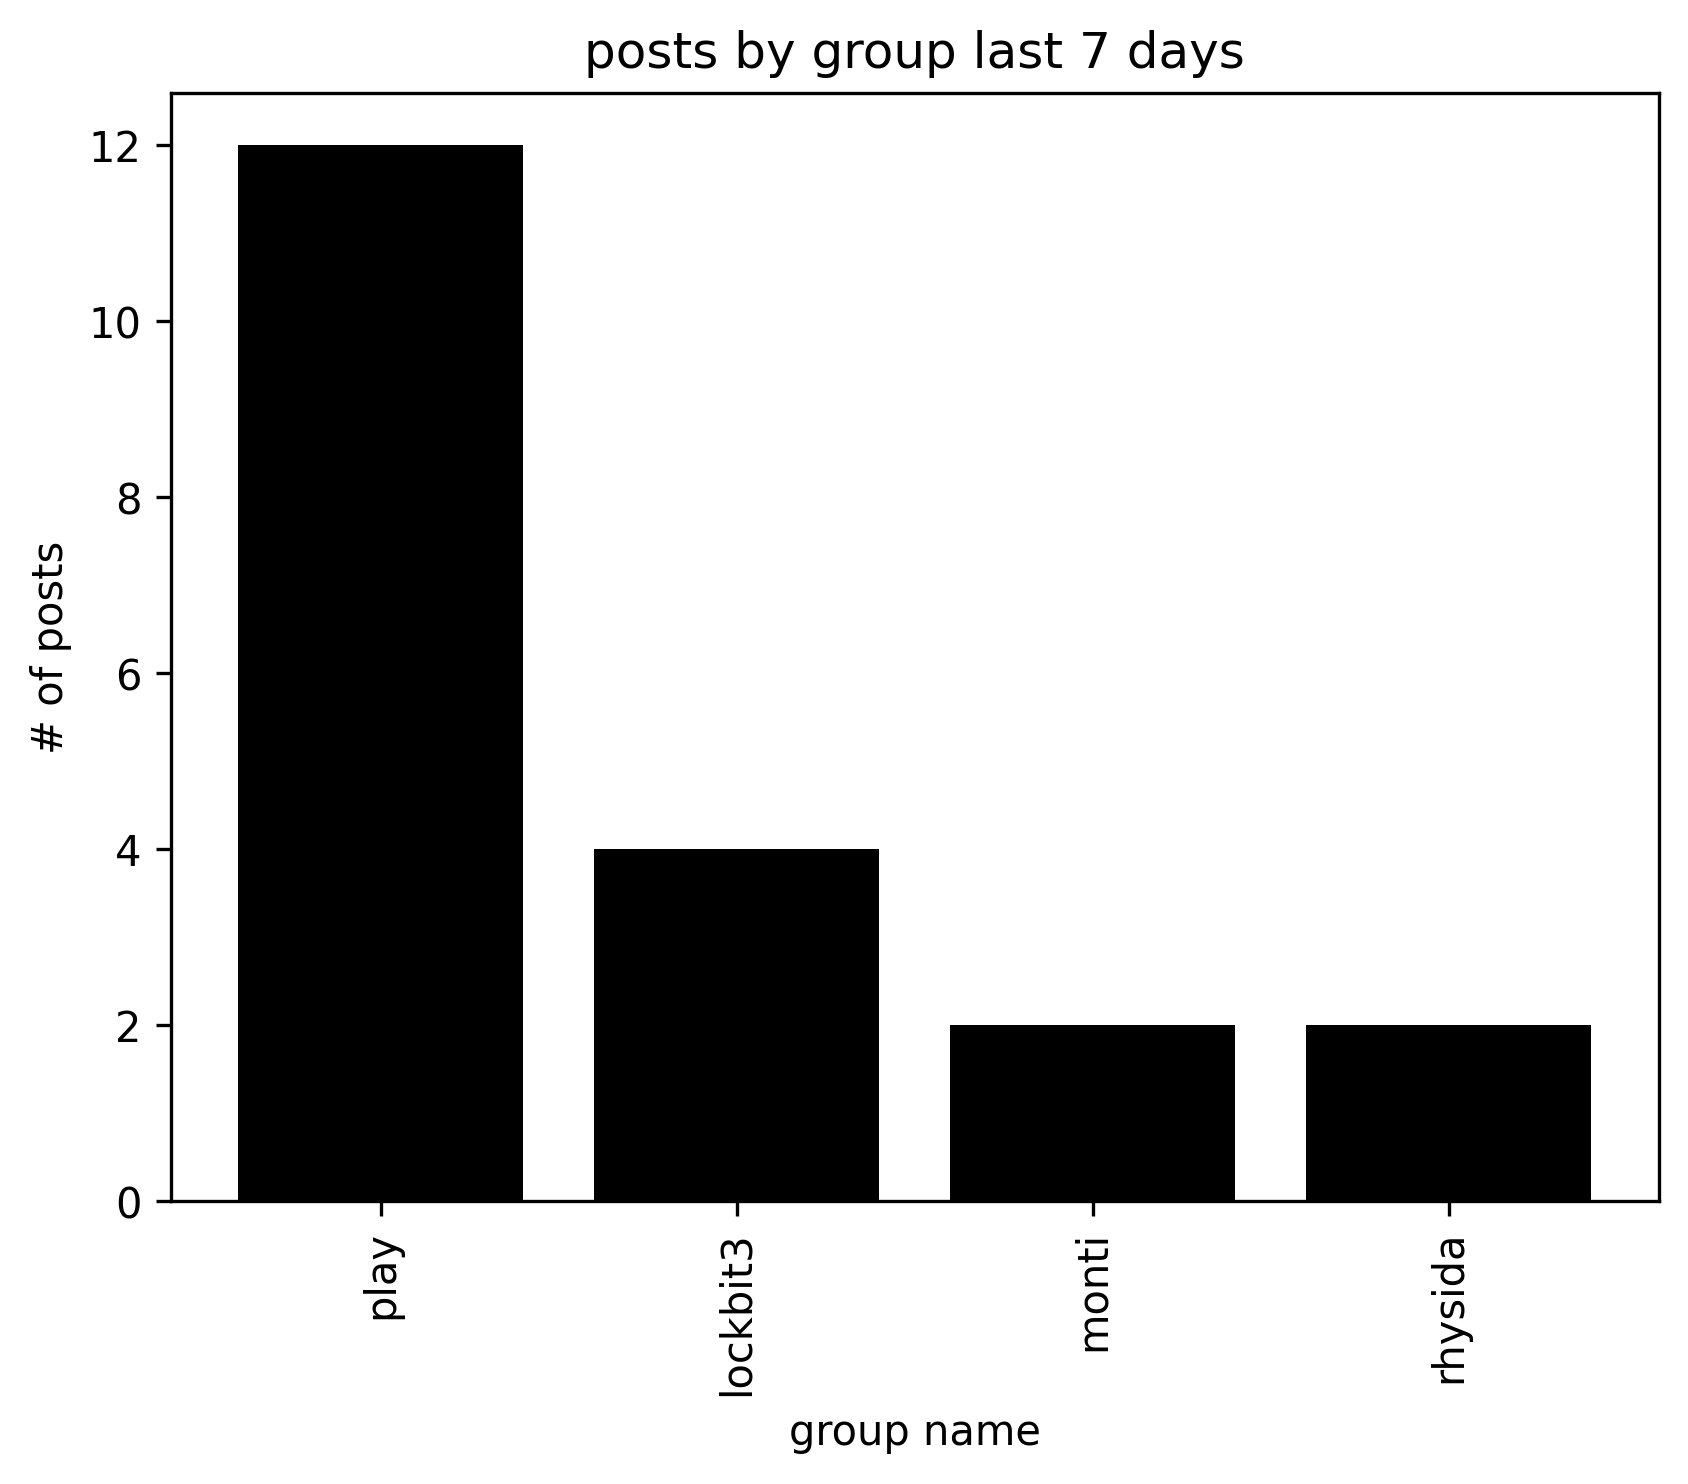 posts by group last 7 days
12
10
8
6
4
2
0
# of posts
play
lockbit3
monti
rhysida
group name